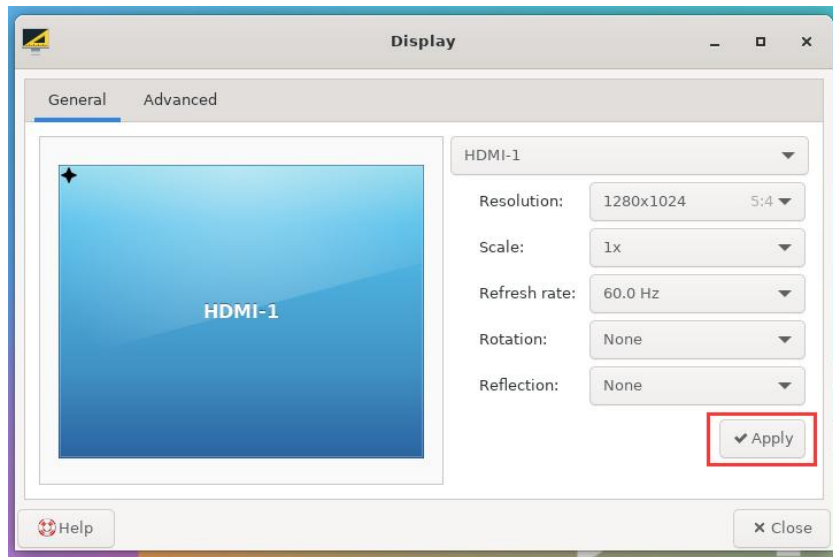 Display
General Advanced
HDMI-1
HDMI-1
Resolution: 1280x1024 5:4
Scale: 1x
Refresh rate: 60.0 Hz
Rotation: None
Reflection: None
Apply
Help Close